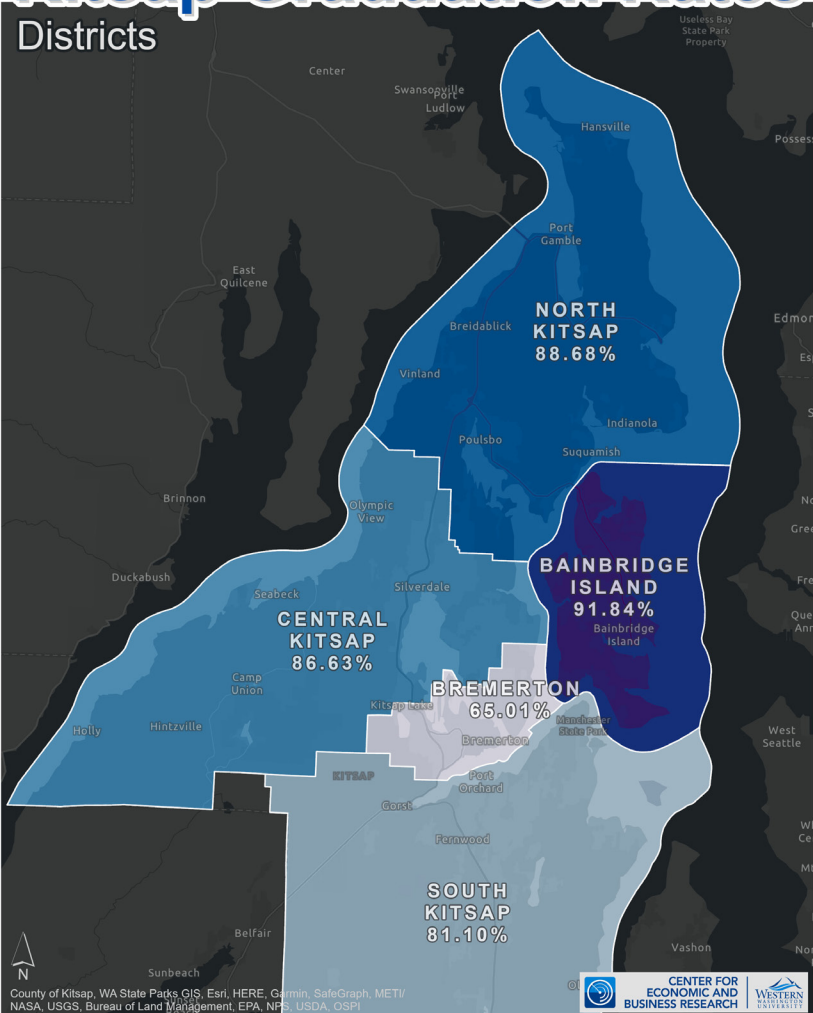 Kitsap Graduation Rates
Districts
Useless Bay
State Park
Property
Center
Swansonville
Port
Ludlow
Hansville
Port
Gamble
East
Quilcene
NORTH
KITSAP
88.68%
Breidablick
Vinland
Indianola
Poulsbo
Suquamish
Brinnon
Olympic
View
Duckabush
Seabeck
Silverdale
BAINBRIDGE
ISLAND
91.84%
Bainbridge
Island
CENTRAL
KITSAP
86.63%
Camp
Union
BREMERTON
65.01%
Kitsap Lake
Holly
Hintzville
Manchester
State Park
Bremerton
West
Seattle
KITSAP
Port
Orchard
Gorst
Fernwood
SOUTH
KITSAP
81.10%
Belfair
Vashon
Sunbeach
N
County of Kitsap, WA State Parks GIS, Esri, HERE, Garmin, SafeGraph, METI/
NASA, USGS, Bureau of Land Management, EPA, NPS, USDA, OSPI
CENTER FOR
ECONOMIC AND
BUSINESS RESEARCH
WESTERN
WASHINGTON
UNIVERSITY